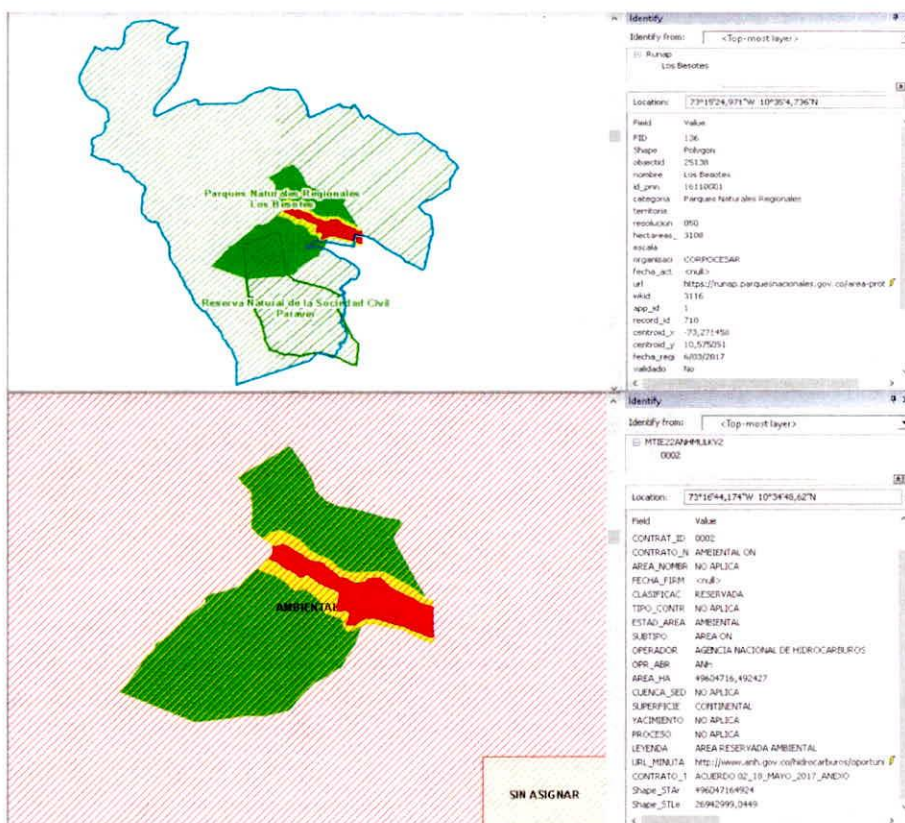 Parques Naturales Regionales
Los Besotes
Reserva Natural de la Sociedad Civil
Paraver
Identify
Identify from: <Top-most layer>
Runap
Los Besotes
Location: 73°15'24,971"W 10°35'4,736"N
Field Value
FID 136
Shape Polygon
objectid 25138
nombre Los Besotes
id_pnn 16110001
categoria Parques Naturales Regionales
territoria
resolucion 050
hectareas_ 3108
escala
organisaci CORPOCESAR
fecha_act <null>
url https://runap.parquesnacionales.gov.co/area-prot
wkid 3116
app_id 1
record_id 710
centroid_x -73,271458
centroid_y 10,575051
fecha_regi 6/03/2017
validado No
AMBIENTAL
SIN ASIGNAR
Identify
Identify from: <Top-most layer>
MTIE22ANHMULKV2
0002
Location: 73°16'44,174"W 10°34'48,62"N
Field Value
CONTRAT_ID 0002
CONTRATO_N AMBIENTAL ON
AREA_NOMBR NO APLICA
FECHA_FIRM <null>
CLASIFICAC RESERVADA
TIPO_CONTR NO APLICA
ESTAD_AREA AMBIENTAL
SUBTIPO AREA ON
OPERADOR AGENCIA NACIONAL DE HIDROCARBUROS
OPR_ABR ANH
AREA_HA 49604716,492427
CUENCA_SED NO APLICA
SUPERFICIE CONTINENTAL
YACIMIENTO NO APLICA
PROCESO NO APLICA
LEYENDA AREA RESERVADA AMBIENTAL
URL_MINUTA http://www.anh.gov.co/hidrocarburos/oportuni
CONTRATO_1 ACUERDO 02_18_MAYO_2017_ANEXO
Shape_STAr 496047164924
Shape_STLe 26942999,0449